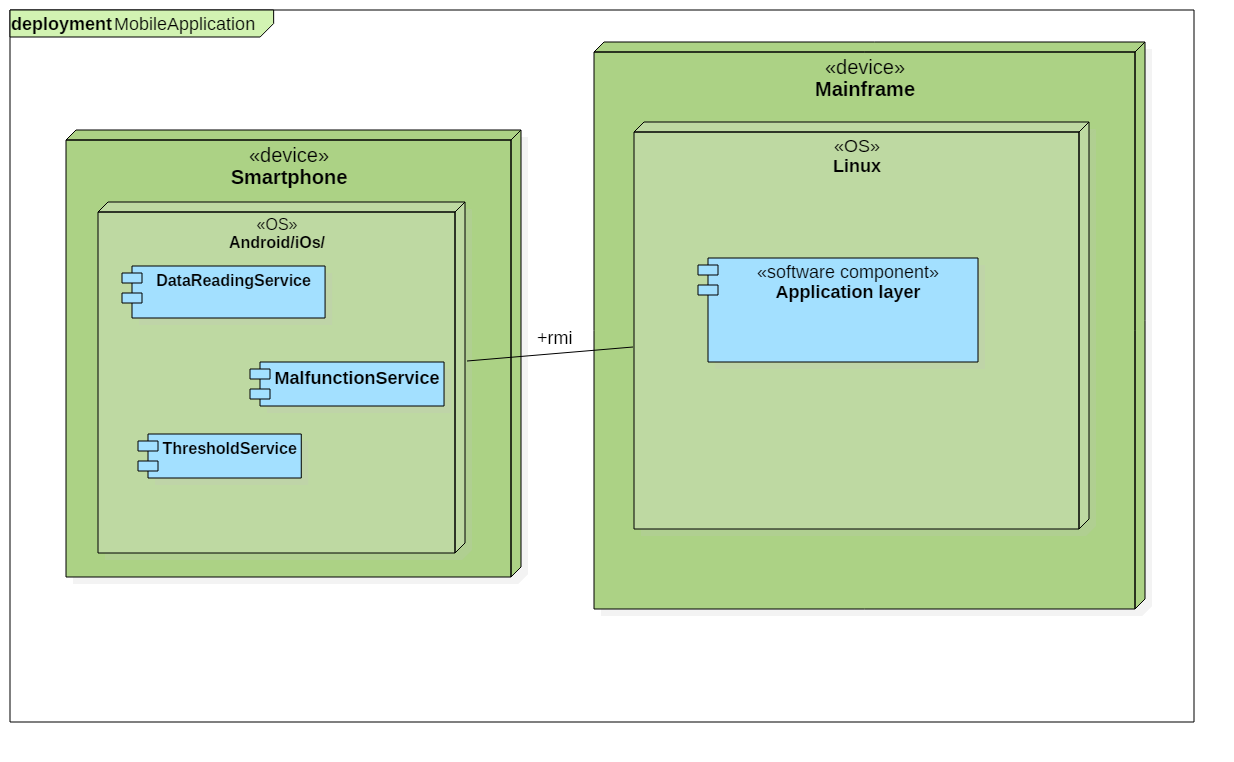 deployment MobileApplication
«device»
Smartphone
«OS»
Android/iOs/
DataReadingService
MalfunctionService
ThresholdService
+rmi
«device»
Mainframe
«OS»
Linux
«software component»
Application layer